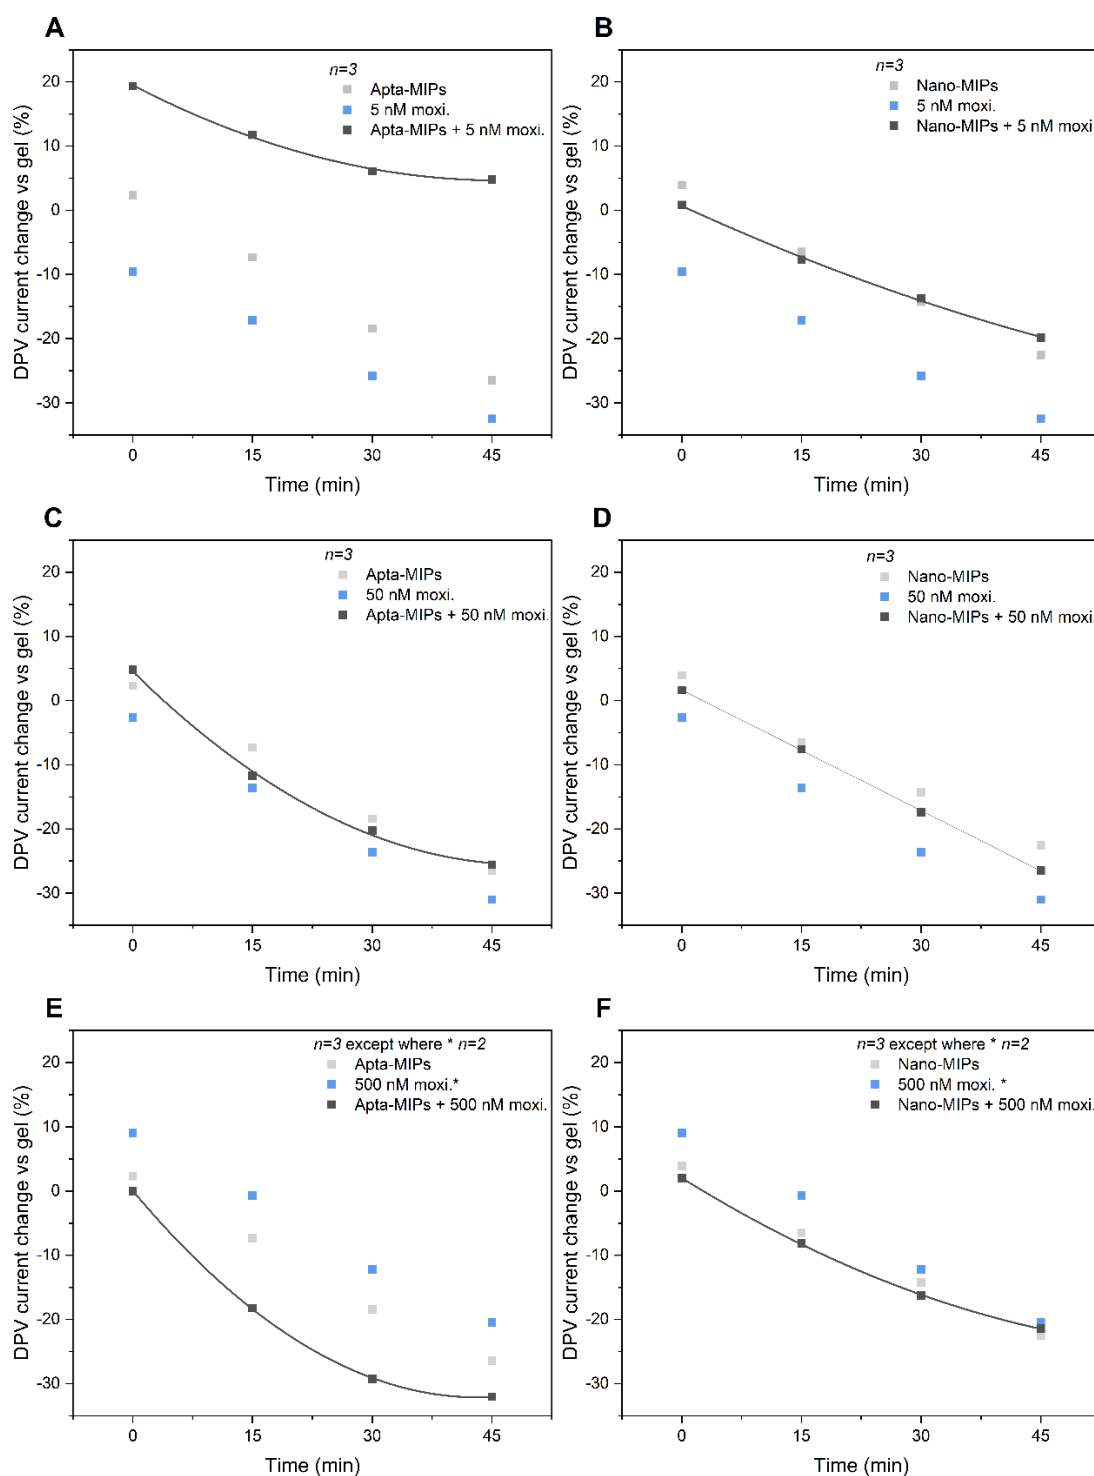 A
n=3
Apta-MIPs
5 nM moxi.
Apta-MIPs + 5 nM moxi.
DPV current change vs gel (%)
20
10
0
-10
-20
-30
0 15 30 45
Time (min)
B
n=3
Nano-MIPs
5 nM moxi.
Nano-MIPs + 5 nM moxi
DPV current change vs gel (%)
20
10
0
-10
-20
-30
0 15 30 45
Time (min)
C
n=3
Apta-MIPs
50 nM moxi.
Apta-MIPs + 50 nM moxi.
DPV current change vs gel (%)
20
10
0
-10
-20
-30
0 15 30 45
Time (min)
D
n=3
Nano-MIPs
50 nM moxi.
Nano-MIPs + 50 nM moxi
DPV current change vs gel (%)
20
10
0
-10
-20
-30
0 15 30 45
Time (min)
E
n=3 except where * n=2
Apta-MIPs
500 nM moxi.*
Apta-MIPs + 500 nM moxi.
DPV current change vs gel (%)
20
10
0
-10
-20
-30
0 15 30 45
Time (min)
F
n=3 except where * n=2
Nano-MIPs
500 nM moxi. *
Nano-MIPs + 500 nM moxi.
DPV current change vs gel (%)
20
10
0
-10
-20
-30
0 15 30 45
Time (min)